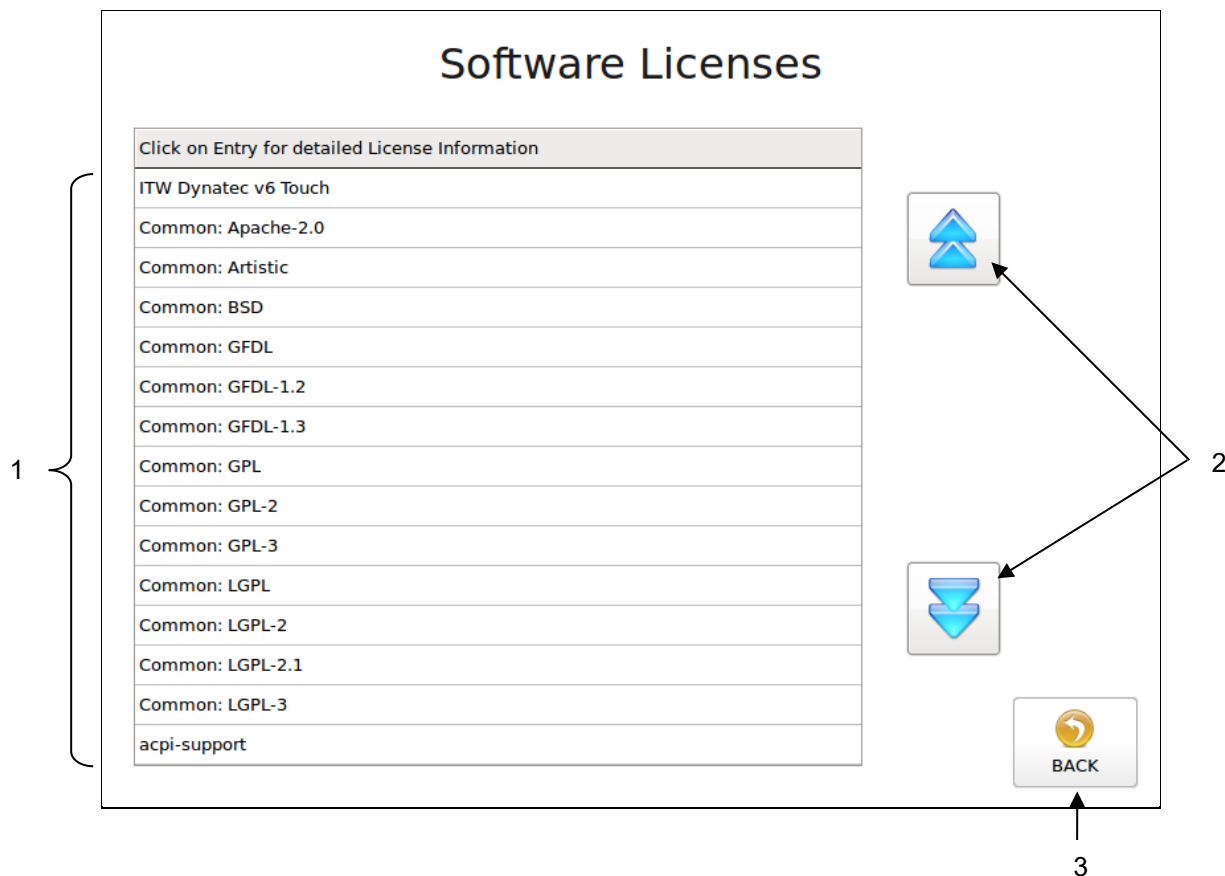 Software Licenses
Click on Entry for detailed License Information
ITW Dynatec v6 Touch
Common: Apache-2.0
Common: Artistic
Common: BSD
Common: GFDL
Common: GFDL-1.2
Common: GFDL-1.3
1
Common: GPL
2
Common: GPL-2
Common: GPL-3
Common: LGPL
Common: LGPL-2
Common: LGPL-2.1
Common: LGPL-3
acpi-support
BACK
3